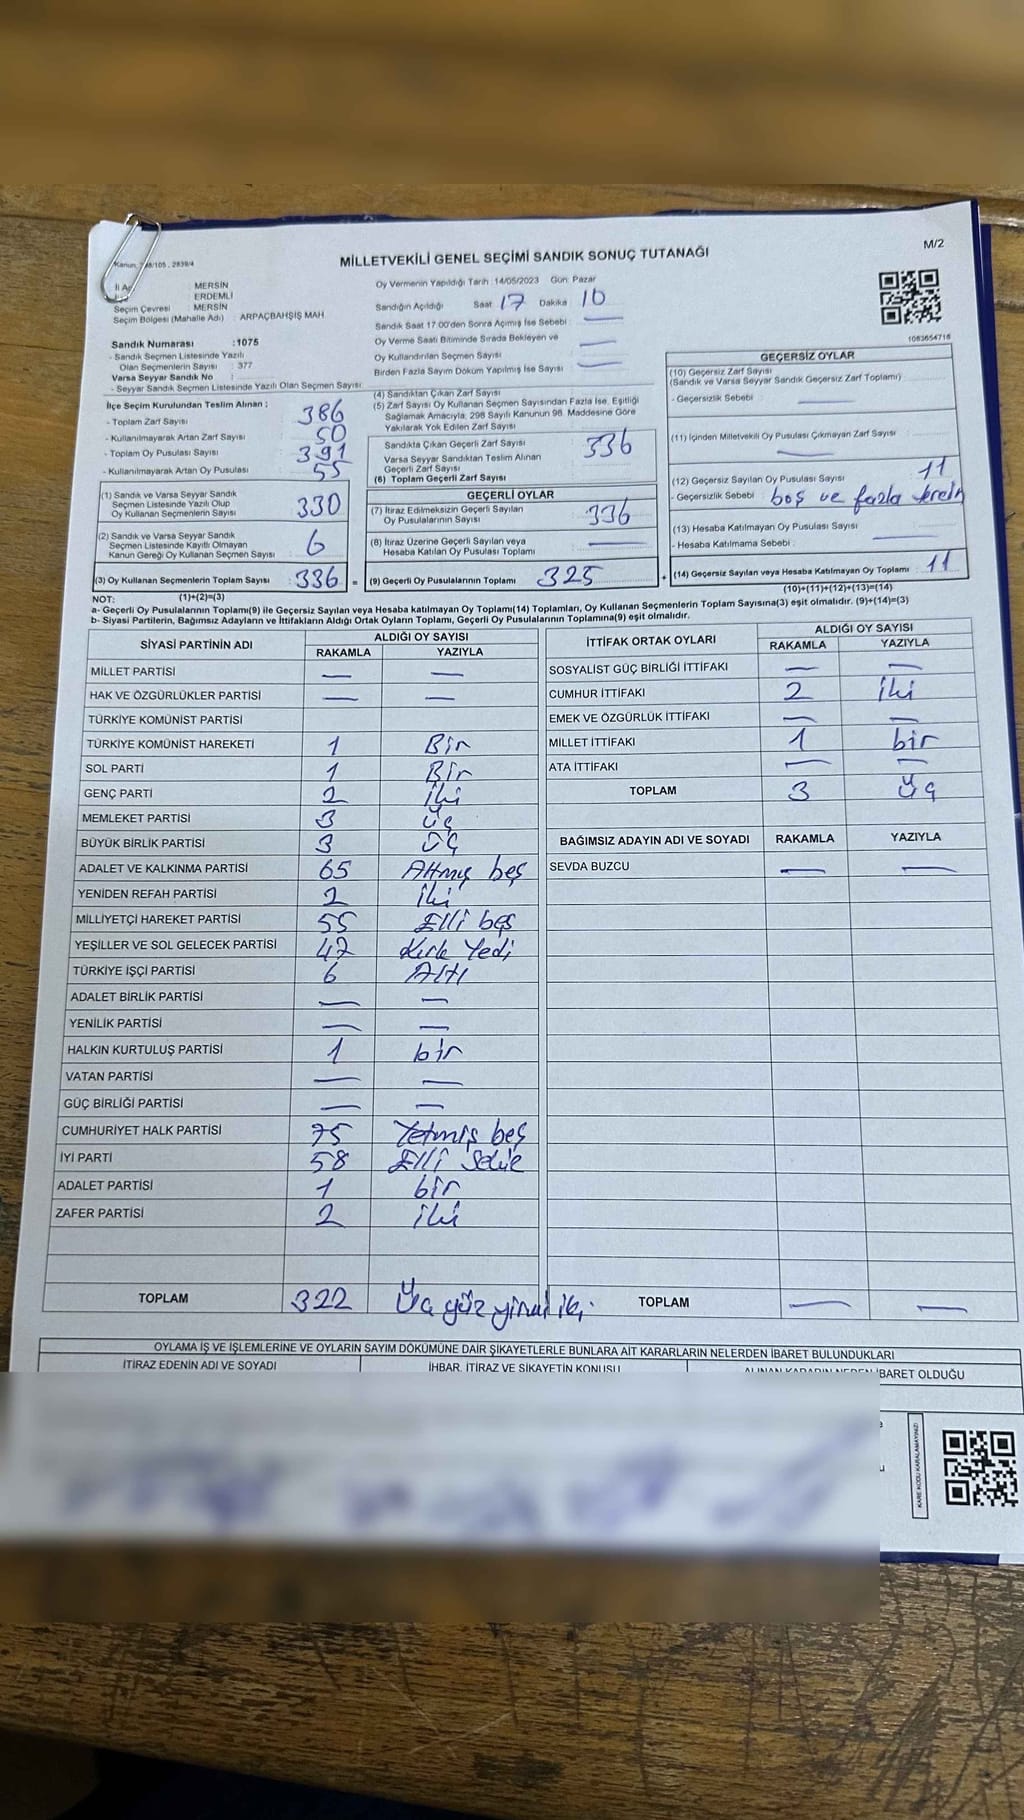 M/2
Kanun:
MİLLETVEKİLİ GENEL SEÇİMİ SANDIK SONUÇ TUTANAĞI
İl Adı : MERSİN
ERDEMLİ
Seçim Çevresi : MERSİN
Seçim Bölgesi (Mahalle Adı) : ARPAÇBAHŞİŞ MAH
Sandık Numarası :1075
- Sandık Seçmen Listesinde Yazılı
Olan Seçmenlerin Sayısı : 377
Varsa Seyyar Sandık No :
- Seyyar Sandık Seçmen Listesinde Yazılı Olan Seçmen Sayısı:
Oy Vermenin Yapıldığı Tarih :14/05/2023 Gün: Pazar
Sandığın Açıldığı Saat 17 Dakika 10
Sandık Saat 17.00'den Sonra Açımış İse Sebebi : —
Oy Verme Saati Bitiminde Sırada Bekleyen ve
Oy Kullandırılan Seçmen Sayısı —
Birden Fazla Sayım Döküm Yapılmış İse Sayısı —
1083654716
İlçe Seçim Kurulundan Teslim Alınan :
- Toplam Zarf Sayısı : 386
- Kullanılmayarak Artan Zarf Sayısı : 50
- Toplam Oy Pusulası Sayısı : 391
- Kullanılmayarak Artan Oy Pusulası : 55
(1) Sandık ve Varsa Seyyar Sandık
Seçmen Listesinde Yazılı Olup
Oy Kullanan Seçmenlerin Sayısı 330
(2) Sandık ve Varsa Seyyar Sandık
Seçmen Listesinde Kayıtlı Olmayan
Kanun Gereği Oy Kullanan Seçmen Sayısı 6
(3) Oy Kullanan Seçmenlerin Toplam Sayısı : 336 =
(4) Sandıktan Çıkan Zarf Sayısı
(5) Zarf Sayısı Oy Kullanan Seçmen Sayısından Fazla İse, Eşitliği
Sağlamak Amacıyla, 298 Sayılı Kanunun 98. Maddesine Göre
Yakılarak Yok Edilen Zarf Sayısı
Sandıkta Çıkan Geçerli Zarf Sayısı 336
Varsa Seyyar Sandıktan Teslim Alınan
Geçerli Zarf Sayısı
(6) Toplam Geçerli Zarf Sayısı
GEÇERLİ OYLAR
(7) İtiraz Edilmeksizin Geçerli Sayılan
Oy Pusulalarının Sayısı 336
(8) İtiraz Üzerine Geçerli Sayılan veya
Hesaba Katılan Oy Pusulası Toplamı —
(9) Geçerli Oy Pusulalarının Toplamı 325 +
GEÇERSİZ OYLAR
(10) Geçersiz Zarf Sayısı
(Sandık ve Varsa Seyyar Sandık Geçersiz Zarf Toplamı)
- Geçersizlik Sebebi : —
(11) İçinden Milletvekili Oy Pusulası Çıkmayan Zarf Sayısı —
(12) Geçersiz Sayılan Oy Pusulası Sayısı 11
- Geçersizlik Sebebi : boş ve fazla
(13) Hesaba Katılmayan Oy Pusulası Sayısı :
- Hesaba Katılmama Sebebi : —
(14) Geçersiz Sayılan veya Hesaba Katılmayan Oy Toplamı : 11
NOT: (1)+(2)=(3) (10)+(11)+(12)+(13)=(14)
a- Geçerli Oy Pusulalarının Toplamı(9) ile Geçersiz Sayılan veya Hesaba katılmayan Oy Toplamı(14) Toplamları, Oy Kullanan Seçmenlerin Toplam Sayısına(3) eşit olmalıdır. (9)+(14)=(3)
b- Siyasi Partilerin, Bağımsız Adayların ve İttifakların Aldığı Ortak Oyların Toplamı, Geçerli Oy Pusulalarının Toplamına(9) eşit olmalıdır.
SİYASİ PARTİNİN ADI ALDIĞI OY SAYISI
RAKAMLA YAZIYLA
MİLLET PARTİSİ — —
HAK VE ÖZGÜRLÜKLER PARTİSİ — —
TÜRKİYE KOMÜNİST PARTİSİ
TÜRKİYE KOMÜNİST HAREKETİ 1 Bir
SOL PARTİ 1 Bir
GENÇ PARTİ 2 iki
MEMLEKET PARTİSİ 3 Üç
BÜYÜK BİRLİK PARTİSİ 3 Üç
ADALET VE KALKINMA PARTİSİ 65 Altmış beş
YENİDEN REFAH PARTİSİ 2 iki
MİLLİYETÇİ HAREKET PARTİSİ 55 Elli beş
YEŞİLLER VE SOL GELECEK PARTİSİ 47 Kırk Yedi
TÜRKİYE İŞÇİ PARTİSİ 6 Altı
ADALET BİRLİK PARTİSİ — —
YENİLİK PARTİSİ — —
HALKIN KURTULUŞ PARTİSİ 1 bir
VATAN PARTİSİ — —
GÜÇ BİRLİĞİ PARTİSİ — —
CUMHURİYET HALK PARTİSİ 75 Yetmiş beş
İYİ PARTİ 58 Elli Sekiz
ADALET PARTİSİ 1 bir
ZAFER PARTİSİ 2 iki
TOPLAM 322 Üç yüz yirmi iki
İTTİFAK ORTAK OYLARI ALDIĞI OY SAYISI
RAKAMLA YAZIYLA
SOSYALİST GÜÇ BİRLİĞİ İTTİFAKI — —
CUMHUR İTTİFAKI 2 iki
EMEK VE ÖZGÜRLÜK İTTİFAKI — —
MİLLET İTTİFAKI 1 bir
ATA İTTİFAKI — —
TOPLAM 3 Üç
BAĞIMSIZ ADAYIN ADI VE SOYADI RAKAMLA YAZIYLA
SEVDA BUZCU — —
TOPLAM — —
OYLAMA İŞ VE İŞLEMLERİNE VE OYLARIN SAYIM DÖKÜMÜNE DAİR ŞİKAYETLERLE BUNLARA AİT KARARLARIN NELERDEN İBARET BULUNDUKLARI
İTİRAZ EDENİN ADI VE SOYADI İHBAR, İTİRAZ VE ŞİKAYETİN KONUSU ALINAN KARARIN NEDEN İBARET OLDUĞU
KARE KODU KARALAMAYINIZ!